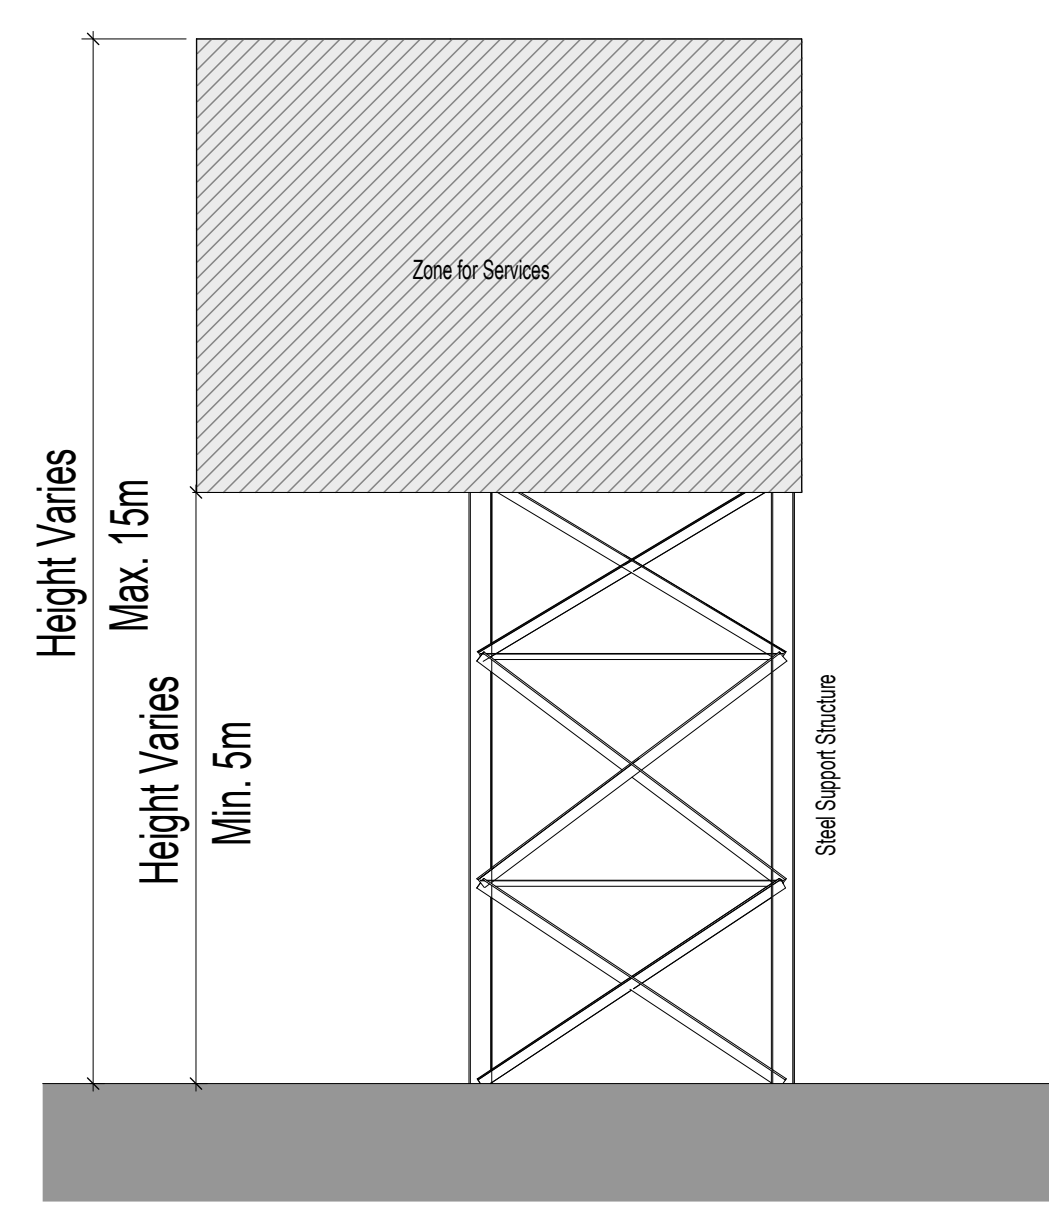 Zone for Services
Height Varies
Max. 15m
Height Varies
Min. 5m
Steel Support Structure